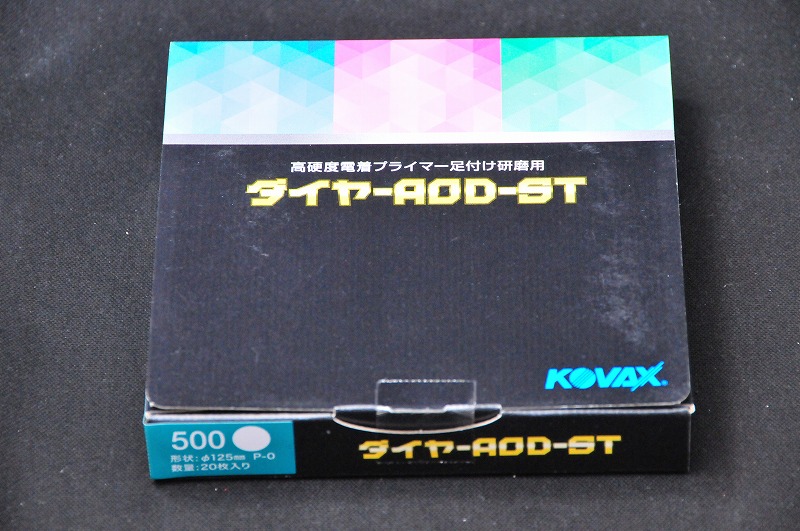 高硬度電着プライマー足付け研磨用
ダイヤ-AOD-ST
KOVAX
500
形状:φ125mm P-0
数量:20枚入り
ダイヤ-AOD-ST